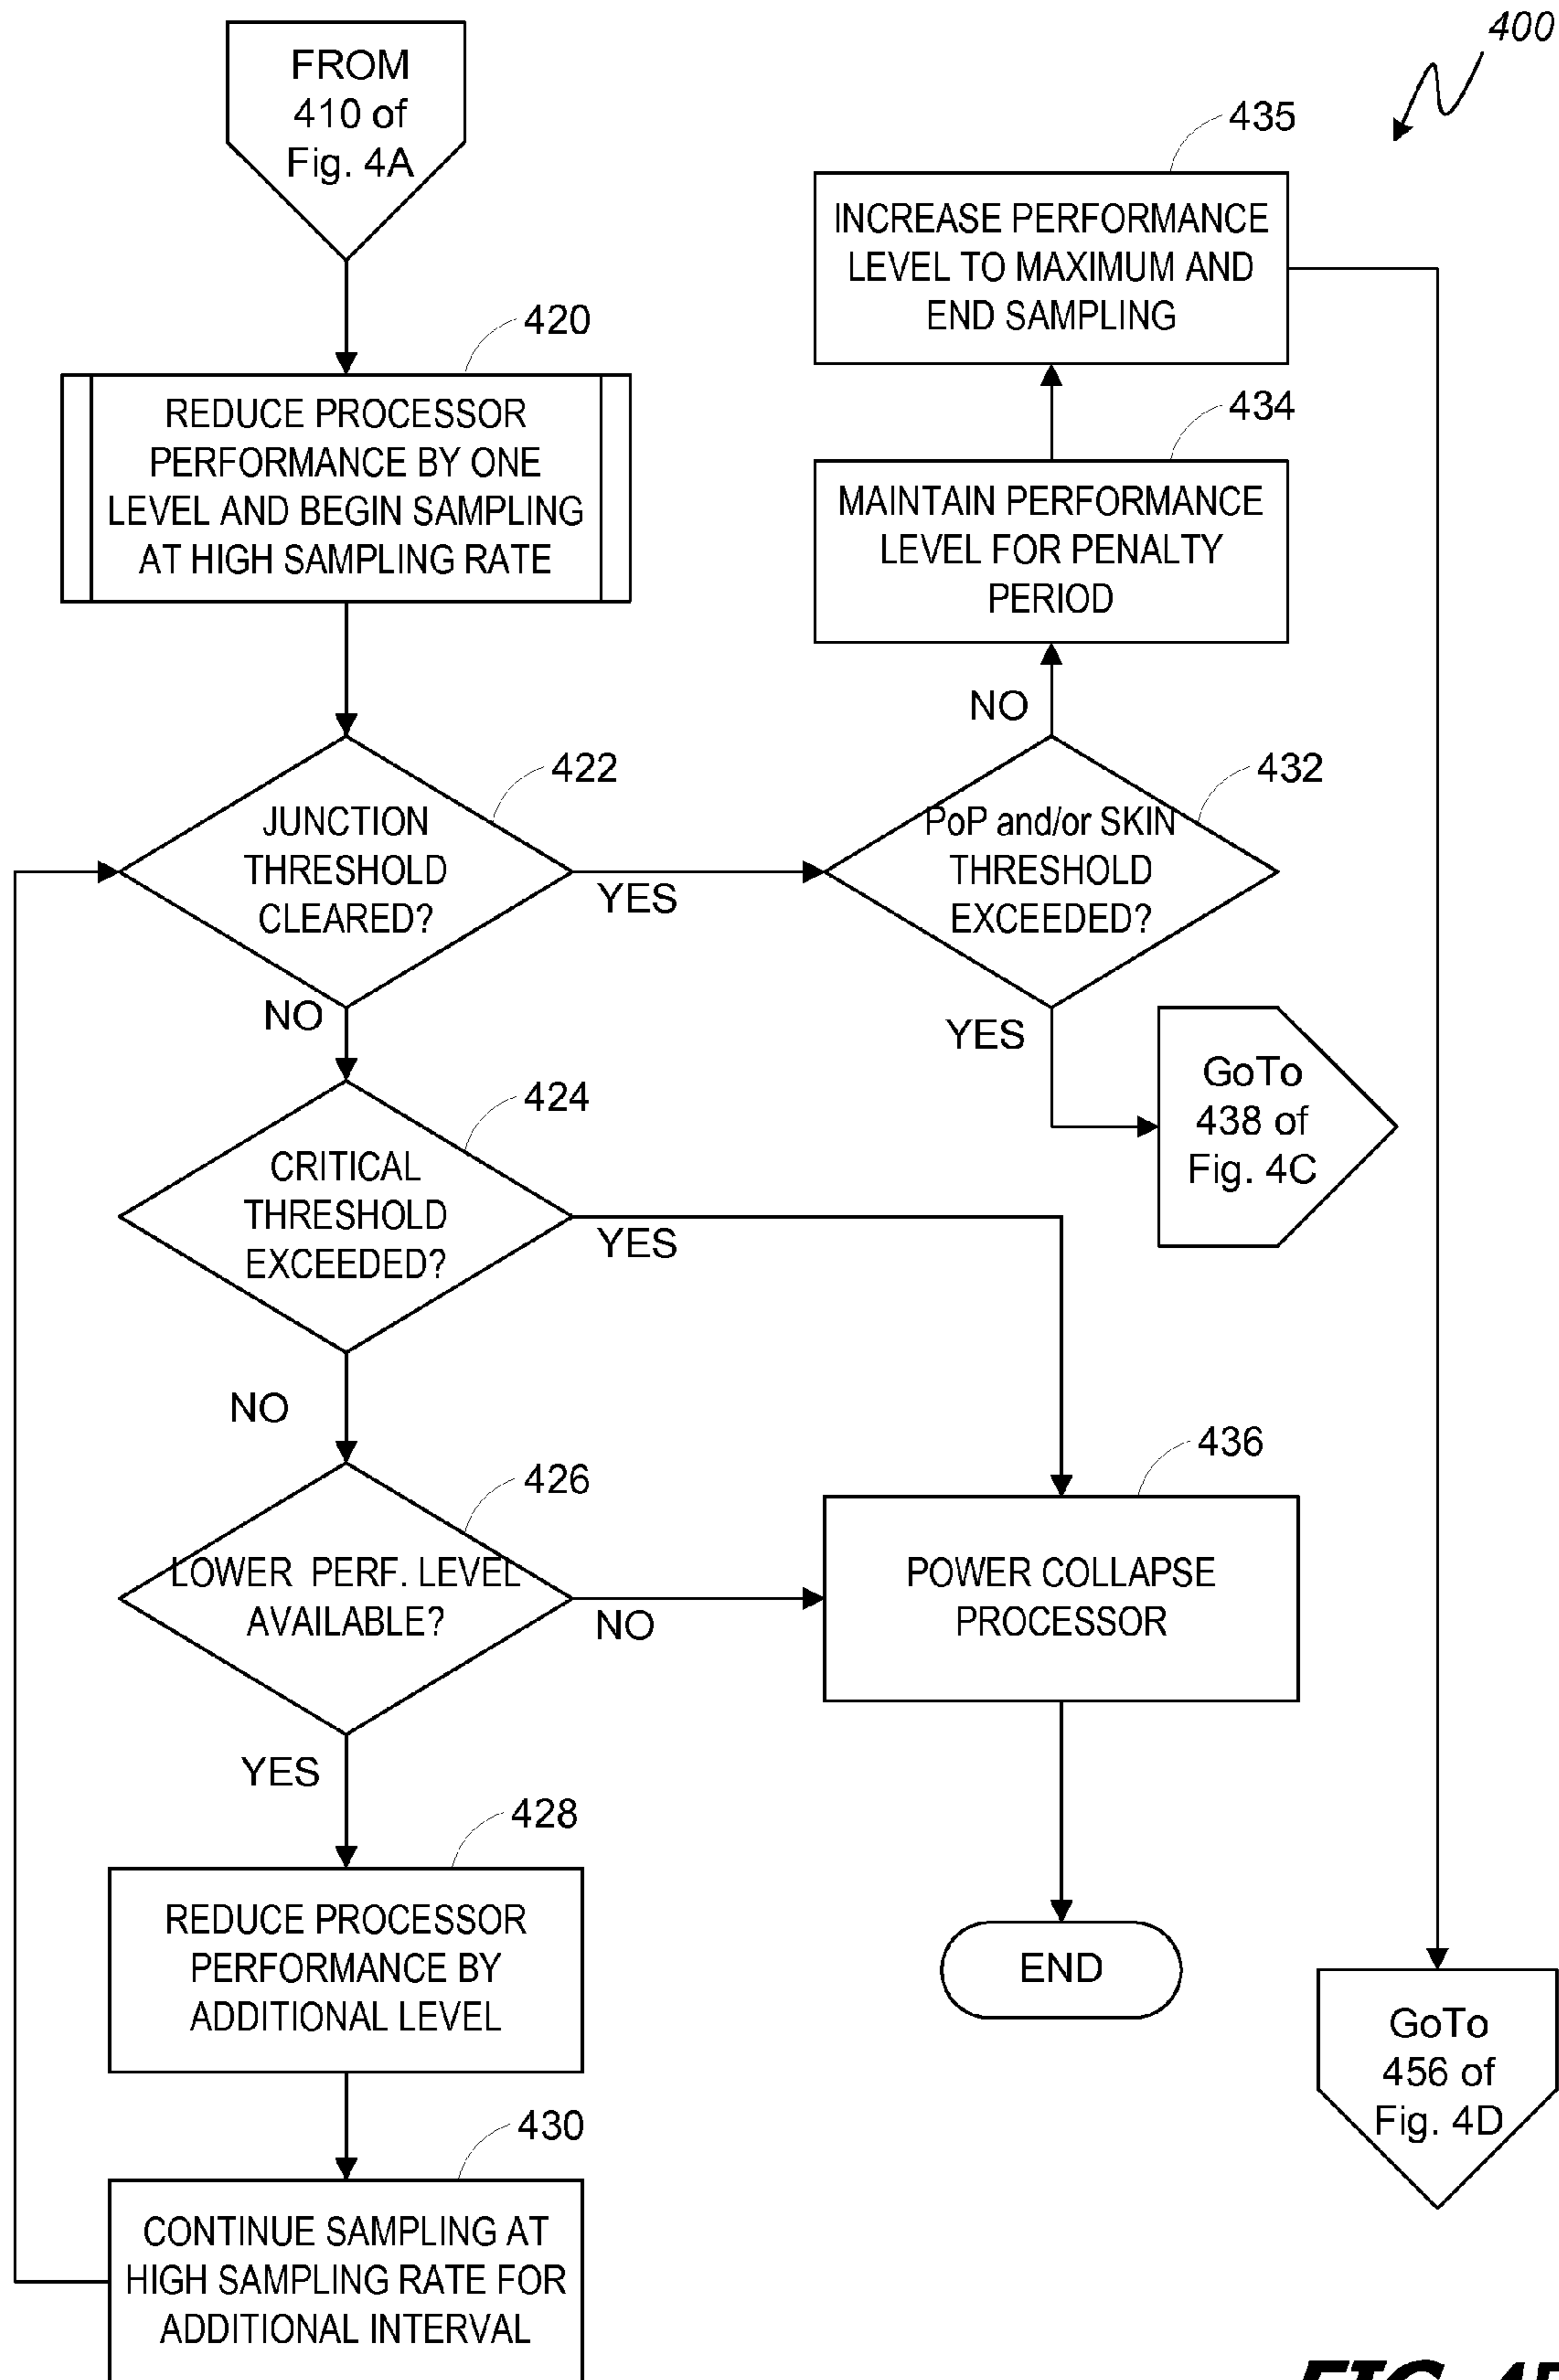 400
FROM
410 of
Fig. 4A
420
REDUCE PROCESSOR
PERFORMANCE BY ONE
LEVEL AND BEGIN SAMPLING
AT HIGH SAMPLING RATE
435
INCREASE PERFORMANCE
LEVEL TO MAXIMUM AND
END SAMPLING
434
MAINTAIN PERFORMANCE
LEVEL FOR PENALTY
PERIOD
NO
422
JUNCTION
THRESHOLD
CLEARED?
YES
NO
432
PoP and/or SKIN
THRESHOLD
EXCEEDED?
YES
GoTo
438 of
Fig. 4C
424
CRITICAL
THRESHOLD
EXCEEDED?
YES
NO
426
LOWER PERF. LEVEL
AVAILABLE?
NO
YES
436
POWER COLLAPSE
PROCESSOR
428
REDUCE PROCESSOR
PERFORMANCE BY
ADDITIONAL LEVEL
END
GoTo
456 of
Fig. 4D
430
CONTINUE SAMPLING AT
HIGH SAMPLING RATE FOR
ADDITIONAL INTERVAL